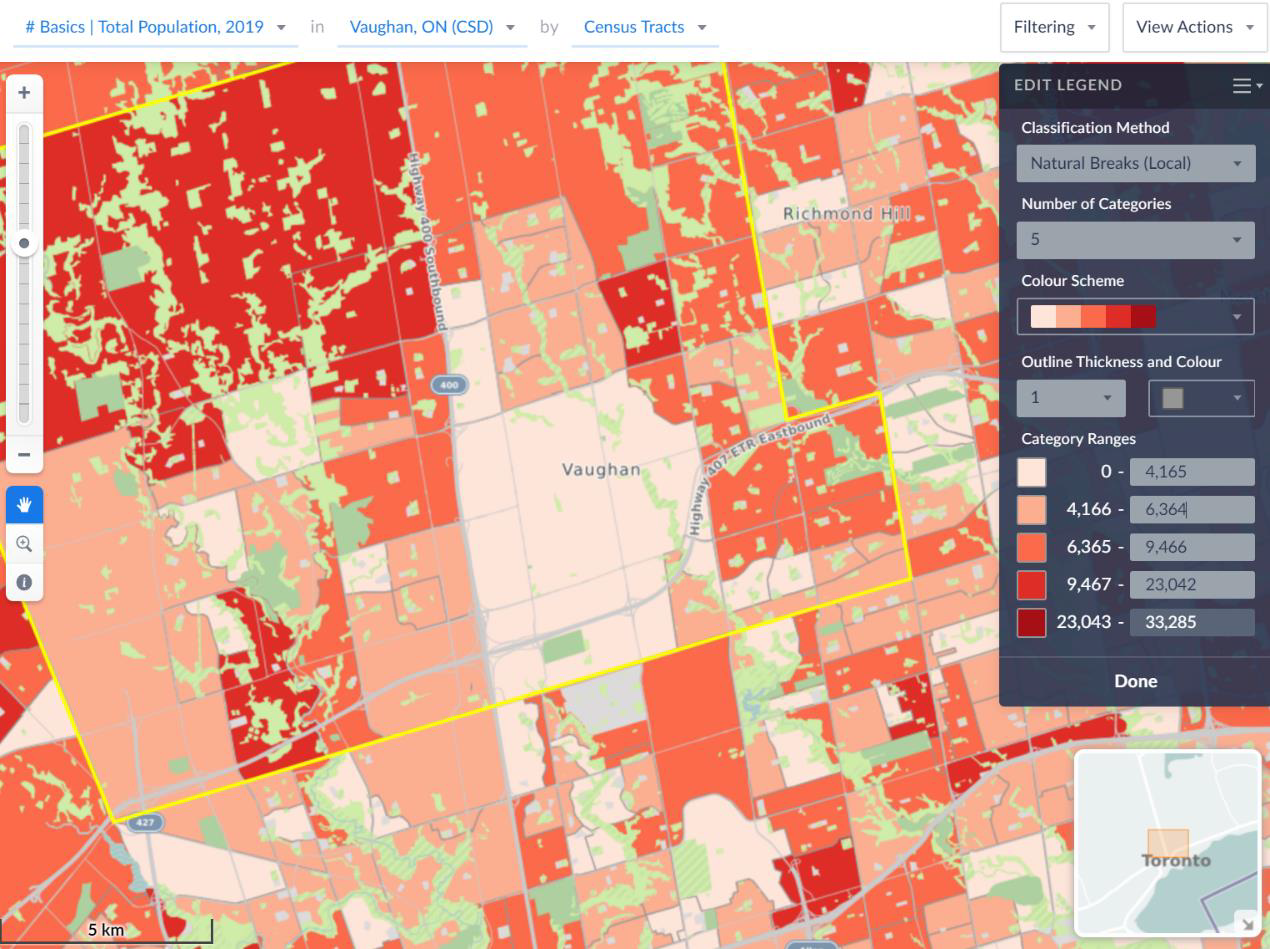 # Basics | Total Population, 2019 in Vaughan, ON (CSD) by Census Tracts Filtering View Actions
EDIT LEGEND
Classification Method
Natural Breaks (Local)
Number of Categories
5
Colour Scheme
Outline Thickness and Colour
1
Category Ranges
0 - 4,165
4,166 - 6,364
6,365 - 9,466
9,467 - 23,042
23,043 - 33,285
Done
+
−
i
Highway 400 Southbound
Richmond Hill
400
Vaughan
Highway 407 ETR Eastbound
427
5 km
Toronto